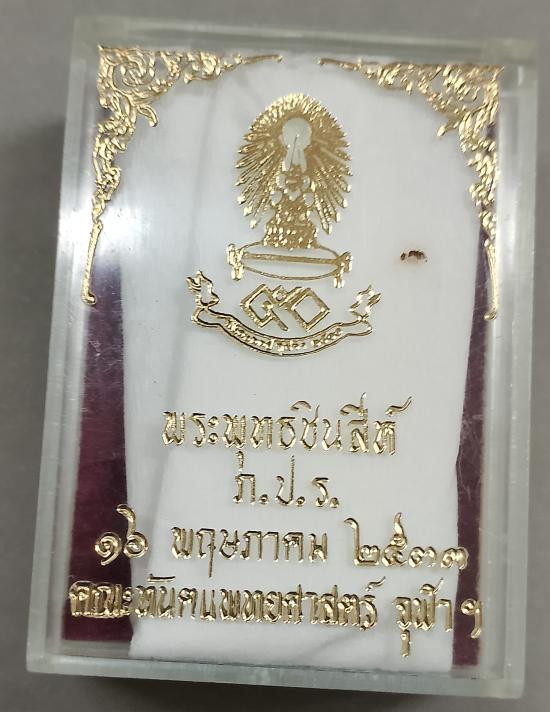 ๕๐
พระพุทธชินสีห์
ภ.ป.ร.
๑๖ พฤษภาคม ๒๕๓๓
คณะทันตแพทยศาสตร์ จุฬาฯ